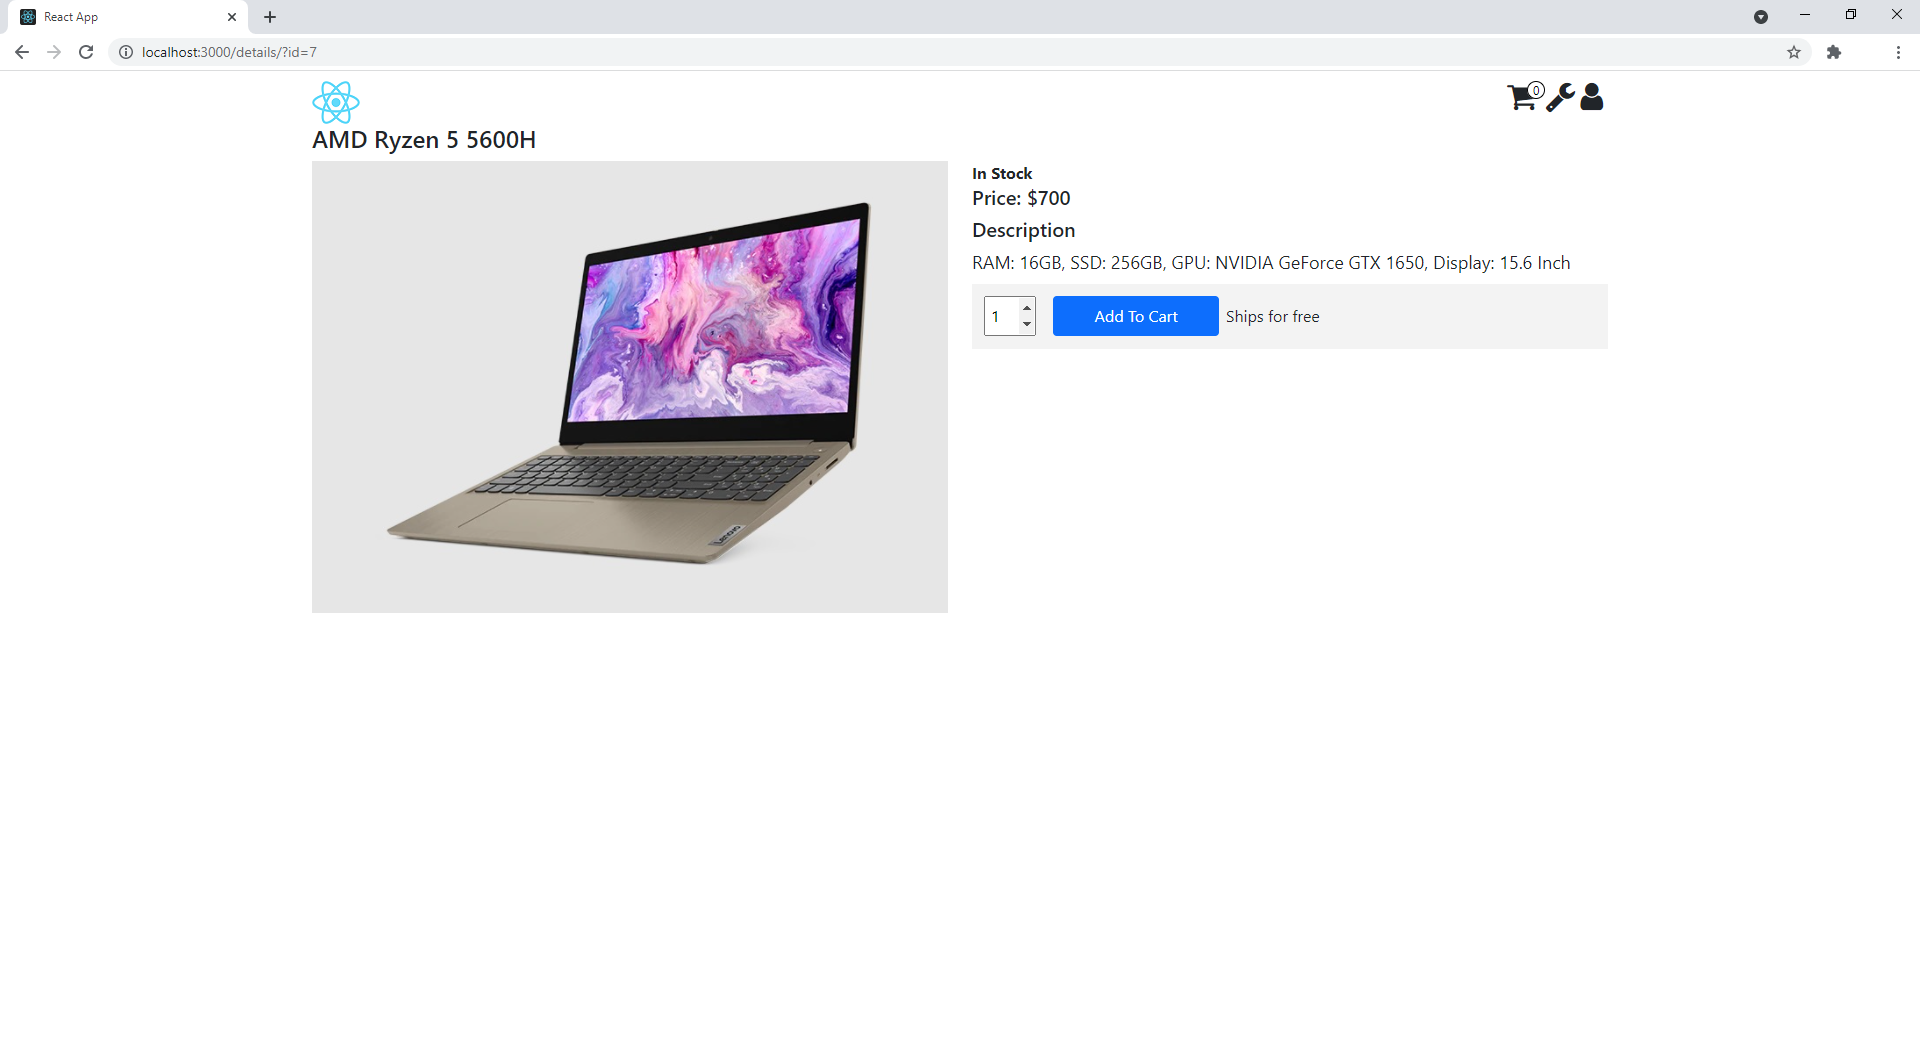 React App
localhost:3000/details/?id=7
0
AMD Ryzen 5 5600H
In Stock
Price: $700
Description
RAM: 16GB, SSD: 256GB, GPU: NVIDIA GeForce GTX 1650, Display: 15.6 Inch
1
Add To Cart
Ships for free
Lenovo